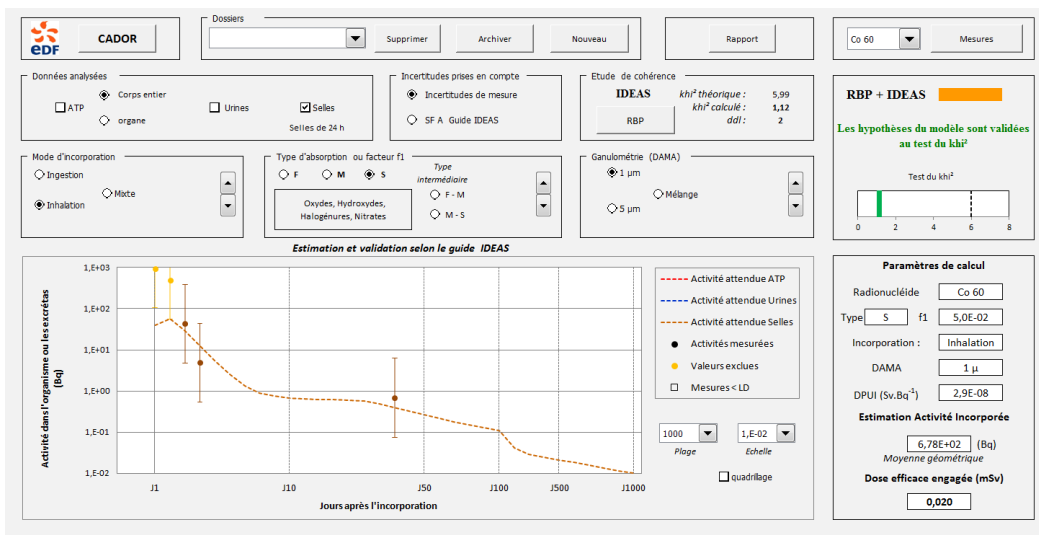 eDF
CADOR
Dossiers
Supprimer
Archiver
Nouveau
Rapport
Co 60
Mesures
Données analysées
ATP
Corps entier
organe
Urines
Selles
Selles de 24 h
Incertitudes prises en compte
Incertitudes de mesure
SF A Guide IDEAS
Etude de cohérence
IDEAS
RBP
khi² théorique : 5,99
khi² calculé : 1,12
ddl : 2
RBP + IDEAS
Les hypothèses du modèle sont validées
au test du khi²
Test du khi²
0 2 4 6 8
Mode d'incorporation
Ingestion
Mixte
Inhalation
Type d'absorption ou facteur f1
F M S
Oxydes, Hydroxydes,
Halogénures, Nitrates
Type
intermédiaire
F - M
M - S
Ganulométrie (DAMA)
1 µm
Mélange
5 µm
Estimation et validation selon le guide IDEAS
Activité dans l'organisme ou les excrétas
(Bq)
1,E+03
1,E+02
1,E+01
1,E+00
1,E-01
1,E-02
J1 J10 J50 J100 J500 J1000
Jours après l'incorporation
Activité attendue ATP
Activité attendue Urines
Activité attendue Selles
Activités mesurées
Valeurs exclues
Mesures < LD
1000
Plage
1,E-02
Echelle
quadrillage
Paramètres de calcul
Radionucléide Co 60
Type S f1 5,0E-02
Incorporation : Inhalation
DAMA 1 µ
DPUI (Sv.Bq⁻¹) 2,9E-08
Estimation Activité Incorporée
6,78E+02 (Bq)
Moyenne géométrique
Dose efficace engagée (mSv)
0,020